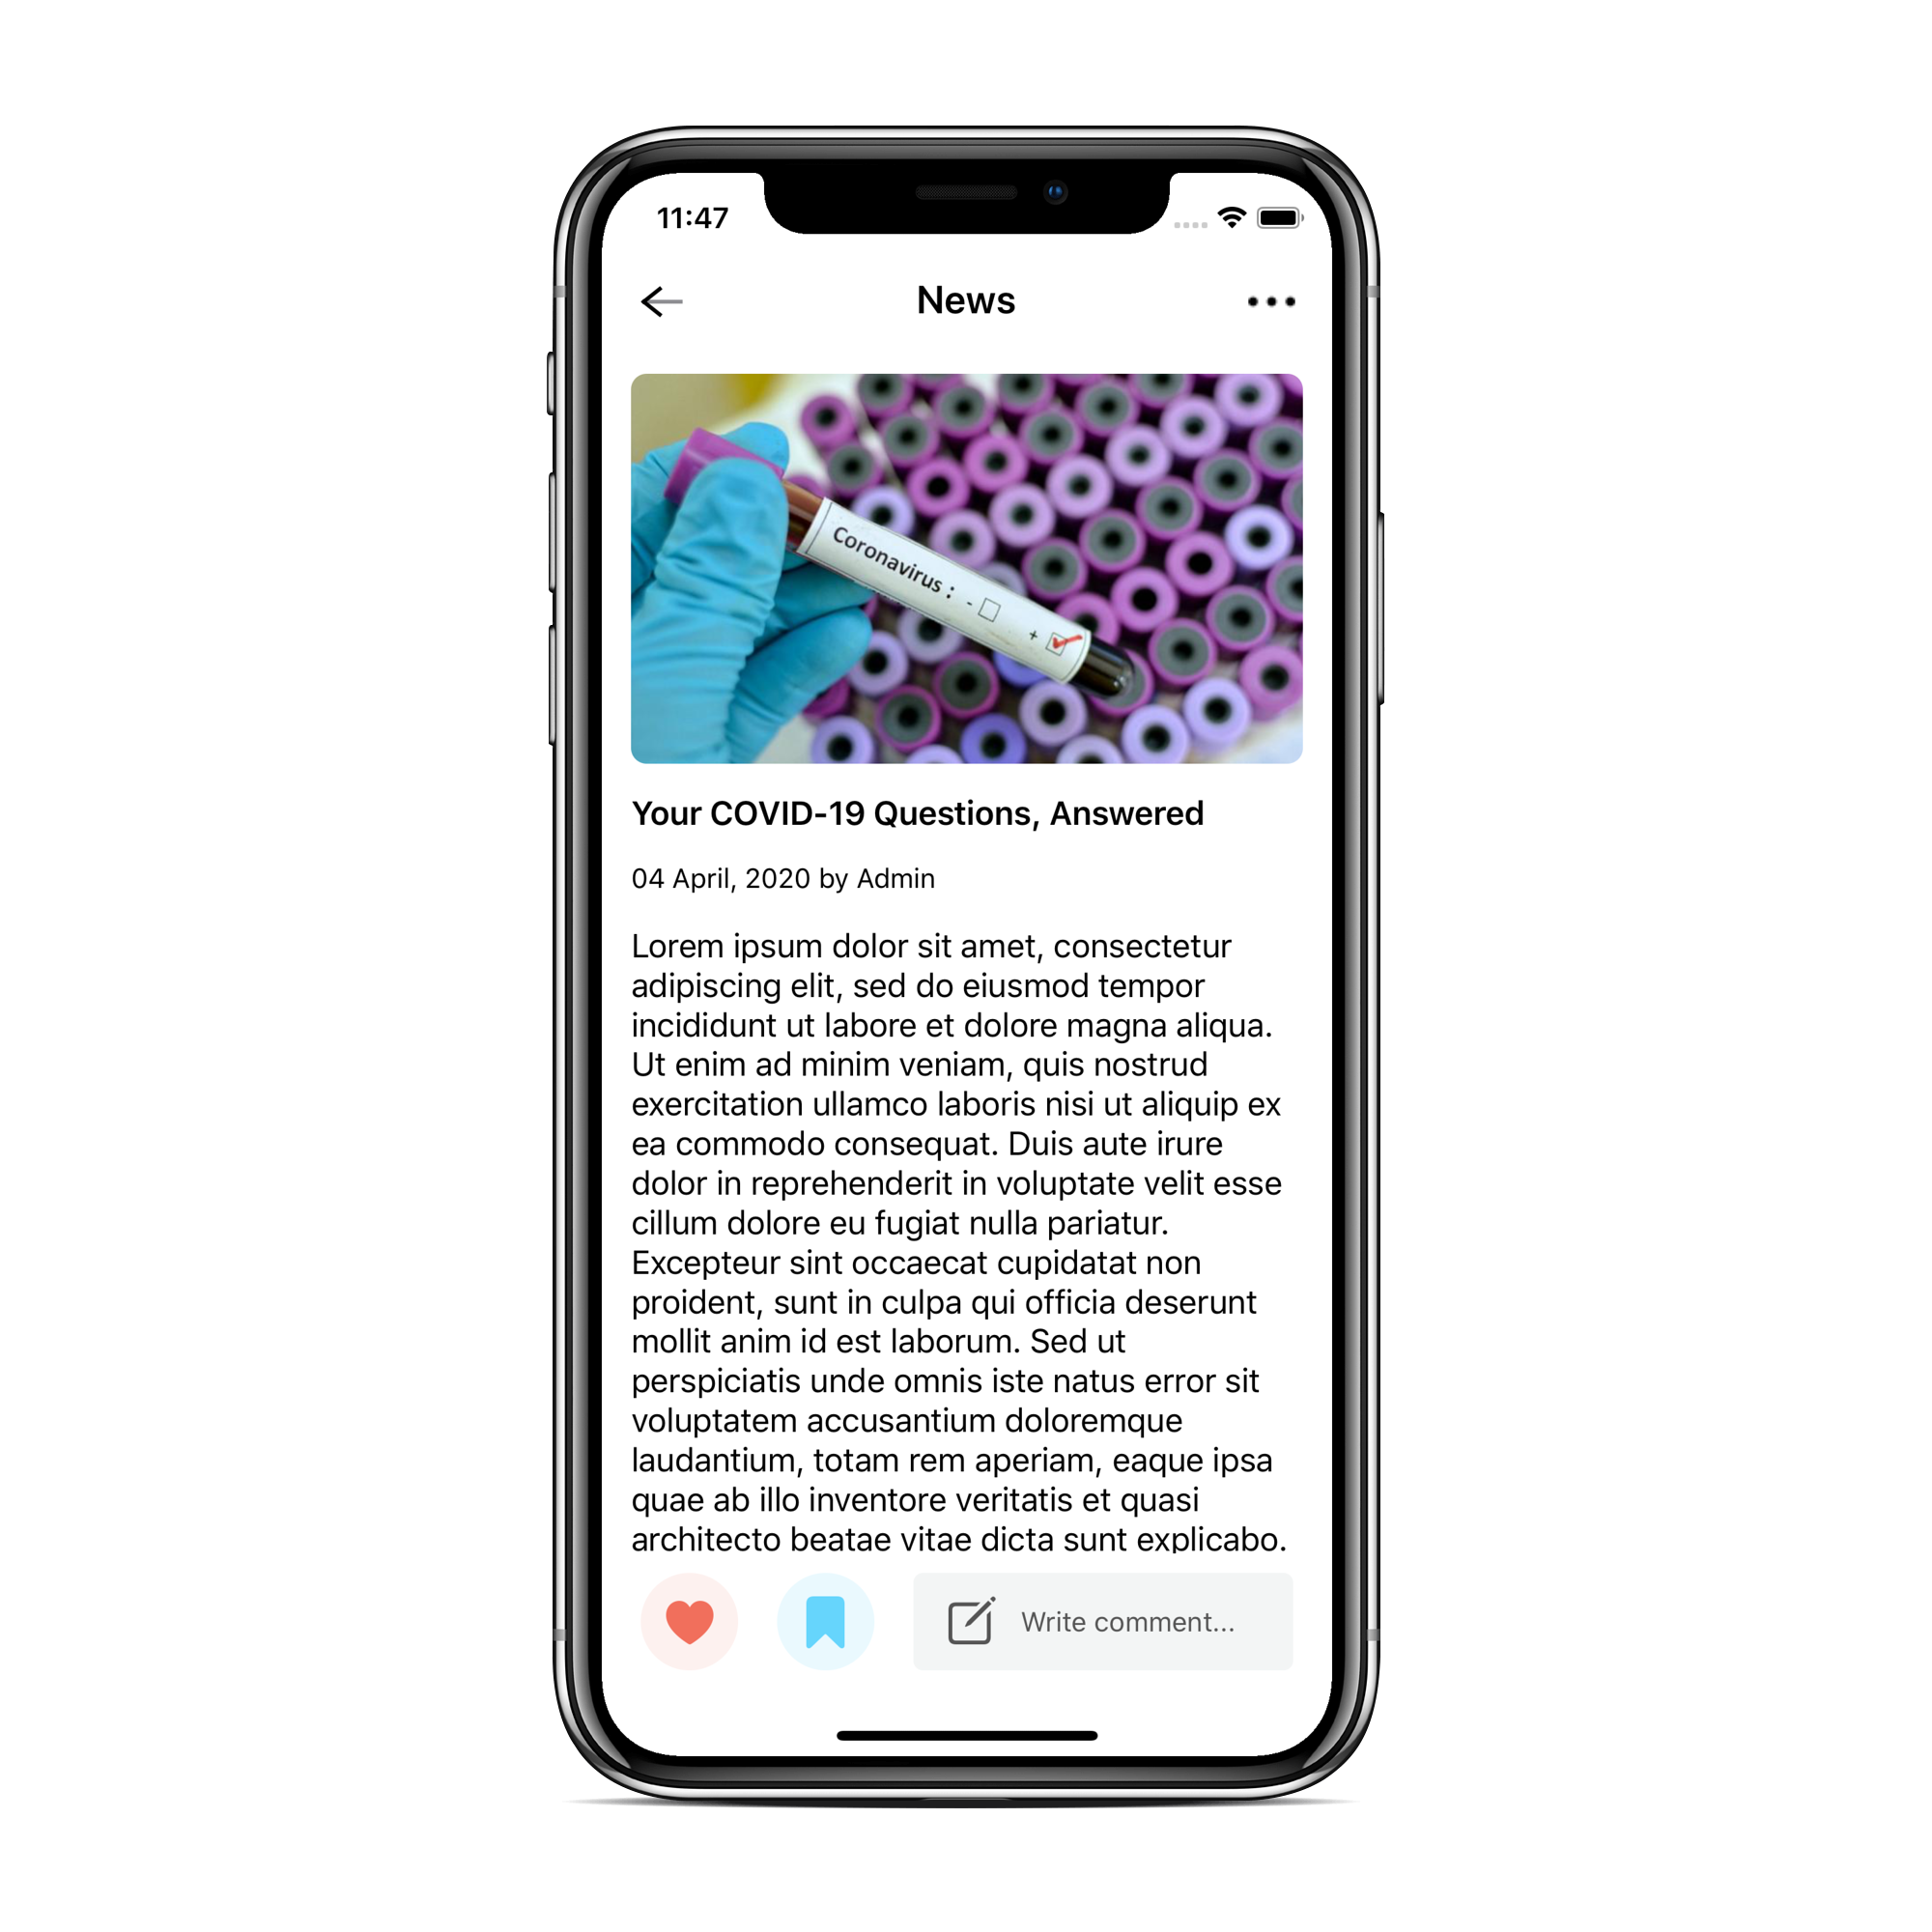 11:47
News
Coronavirus : -
+
Your COVID-19 Questions, Answered
04 April, 2020 by Admin
Lorem ipsum dolor sit amet, consectetur
adipiscing elit, sed do eiusmod tempor
incididunt ut labore et dolore magna aliqua.
Ut enim ad minim veniam, quis nostrud
exercitation ullamco laboris nisi ut aliquip ex
ea commodo consequat. Duis aute irure
dolor in reprehenderit in voluptate velit esse
cillum dolore eu fugiat nulla pariatur.
Excepteur sint occaecat cupidatat non
proident, sunt in culpa qui officia deserunt
mollit anim id est laborum. Sed ut
perspiciatis unde omnis iste natus error sit
voluptatem accusantium doloremque
laudantium, totam rem aperiam, eaque ipsa
quae ab illo inventore veritatis et quasi
architecto beatae vitae dicta sunt explicabo.
Write comment...